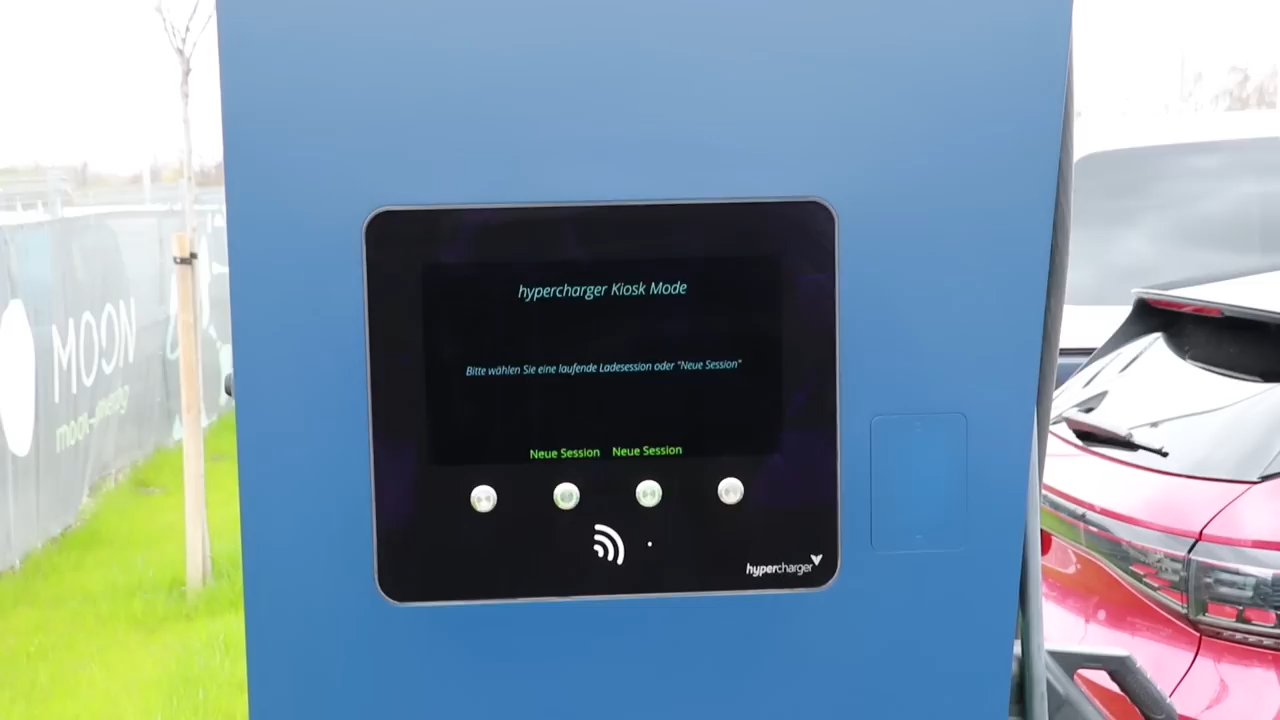 hypercharger Kiosk Mode
Bitte wählen Sie eine laufende Ladesession oder "Neue Session"
Neue Session Neue Session
hypercharger
MOON
moon-energy